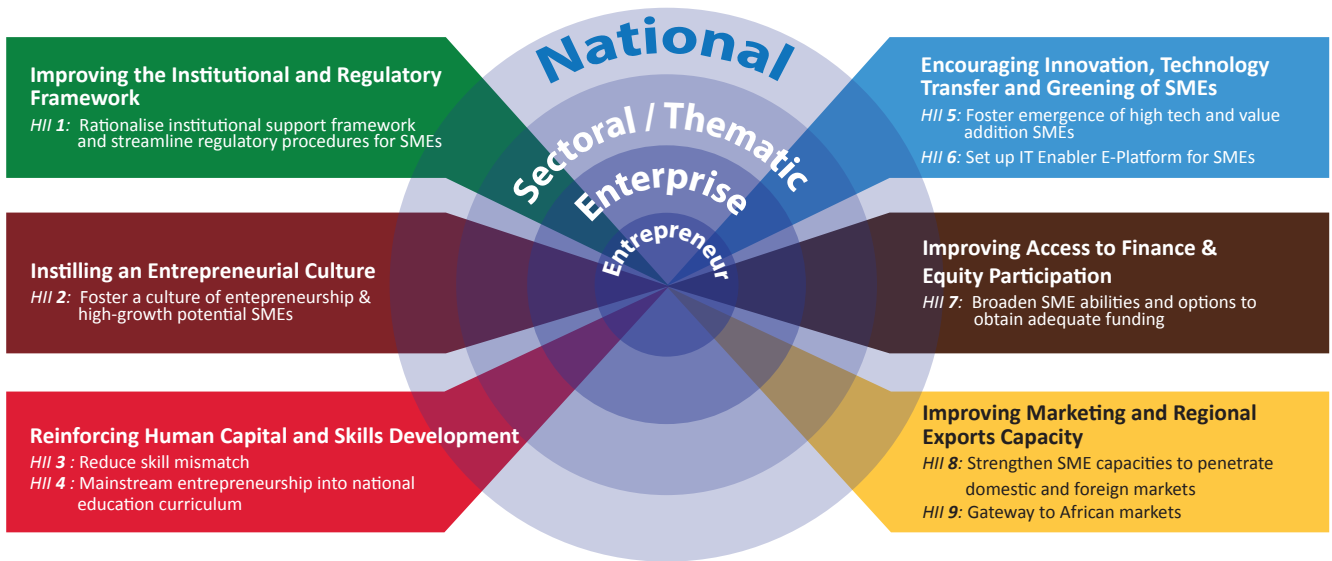 National
Sectoral / Thematic
Enterprise
Entrepreneur
Improving the Institutional and Regulatory
Framework
HII 1: Rationalise institutional support framework
and streamline regulatory procedures for SMEs
Instilling an Entrepreneurial Culture
HII 2: Foster a culture of entepreneurship &
high-growth potential SMEs
Reinforcing Human Capital and Skills Development
HII 3 : Reduce skill mismatch
HII 4 : Mainstream entrepreneurship into national
education curriculum
Encouraging Innovation, Technology
Transfer and Greening of SMEs
HII 5: Foster emergence of high tech and value
addition SMEs
HII 6: Set up IT Enabler E-Platform for SMEs
Improving Access to Finance &
Equity Participation
HII 7: Broaden SME abilities and options to
obtain adequate funding
Improving Marketing and Regional
Exports Capacity
HII 8: Strengthen SME capacities to penetrate
domestic and foreign markets
HII 9: Gateway to African markets